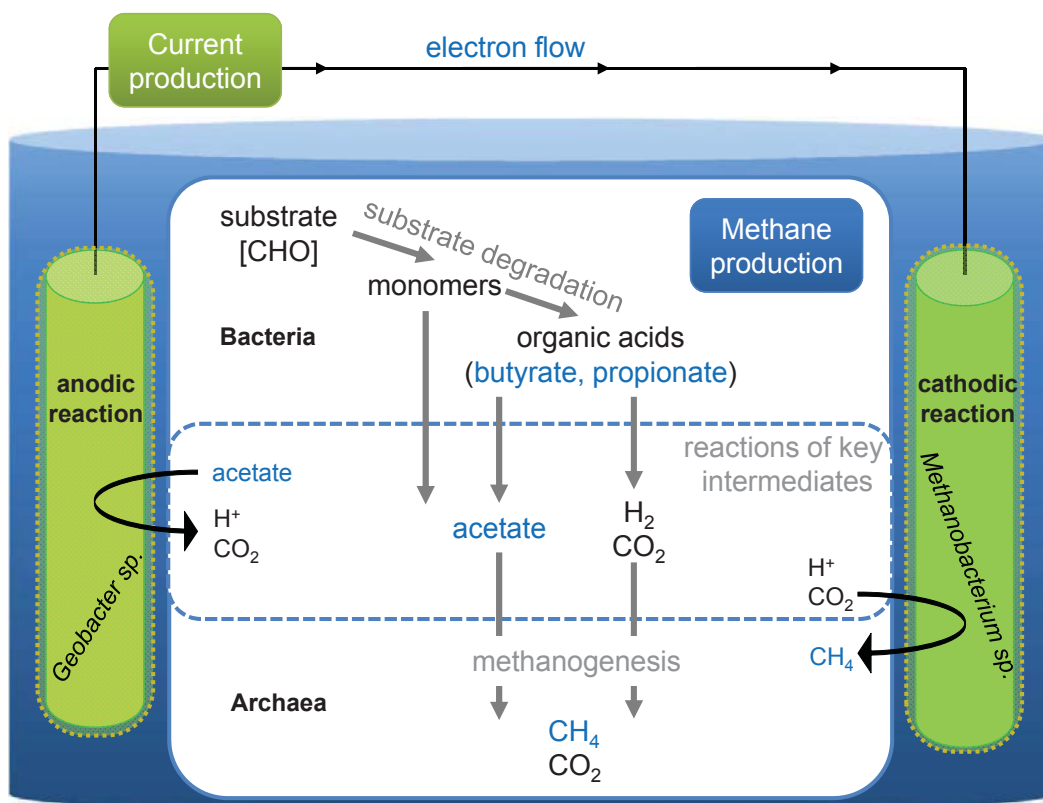 Current
production
electron flow
substrate
[CHO]
substrate degradation
Methane
production
monomers
Bacteria
organic acids
(butyrate, propionate)
anodic
reaction
cathodic
reaction
reactions of key
intermediates
acetate
H⁺
CO₂
acetate
H₂
CO₂
H⁺
CO₂
CH₄
Geobacter sp.
Methanobacterium sp.
methanogenesis
Archaea
CH₄
CO₂